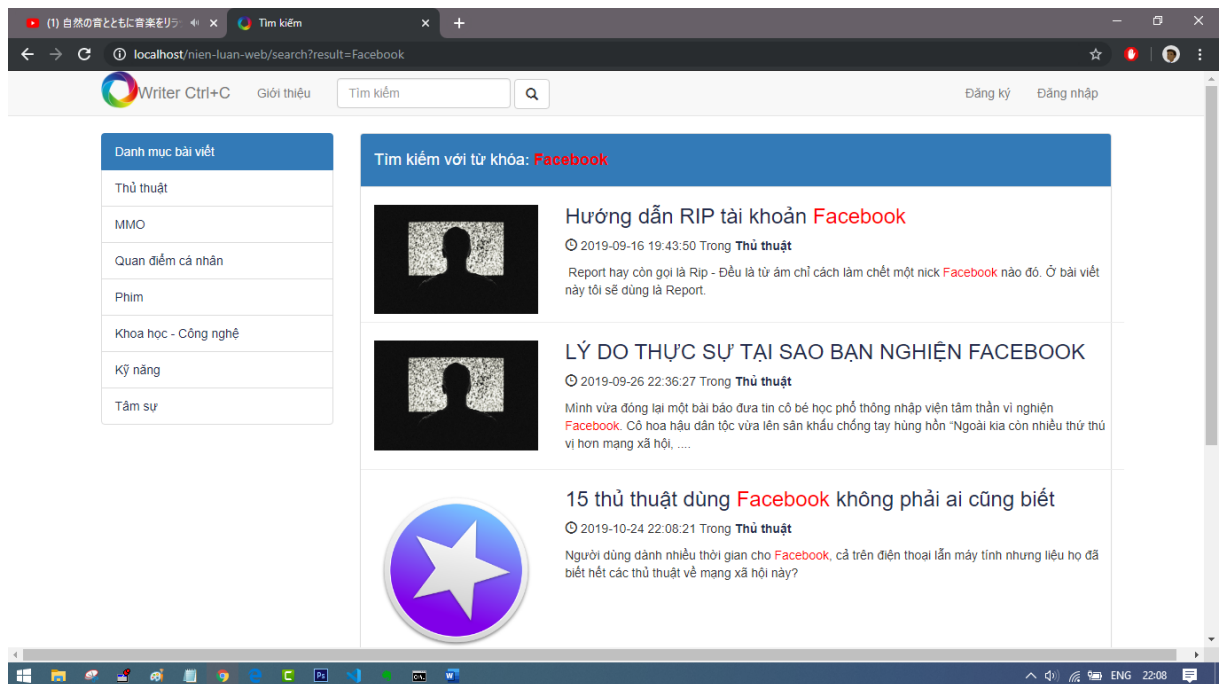 (1) 自然の音とともに音楽をリラ
Tìm kiếm
localhost/nien-luan-web/search?result=Facebook
Writer Ctrl+C
Giới thiệu
Tìm kiếm
Đăng ký
Đăng nhập
Danh mục bài viết
Thủ thuật
MMO
Quan điểm cá nhân
Phim
Khoa học - Công nghệ
Kỹ năng
Tâm sự
Tìm kiếm với từ khóa: Facebook
Hướng dẫn RIP tài khoản Facebook
2019-09-16 19:43:50 Trong Thủ thuật
Report hay còn gọi là Rip - Đều là từ ám chỉ cách làm chết một nick Facebook nào đó. Ở bài viết
này tôi sẽ dùng là Report.
LÝ DO THỰC SỰ TẠI SAO BẠN NGHIỆN FACEBOOK
2019-09-26 22:36:27 Trong Thủ thuật
Mình vừa đóng lại một bài báo đưa tin cô bé học phổ thông nhập viện tâm thần vì nghiện
Facebook. Cô hoa hậu dân tộc vừa lên sân khấu chống tay hùng hồn “Ngoài kia còn nhiều thứ thú
vị hơn mạng xã hội, ....
15 thủ thuật dùng Facebook không phải ai cũng biết
2019-10-24 22:08:21 Trong Thủ thuật
Người dùng dành nhiều thời gian cho Facebook, cả trên điện thoại lẫn máy tính nhưng liệu họ đã
biết hết các thủ thuật về mạng xã hội này?
ENG
22:08